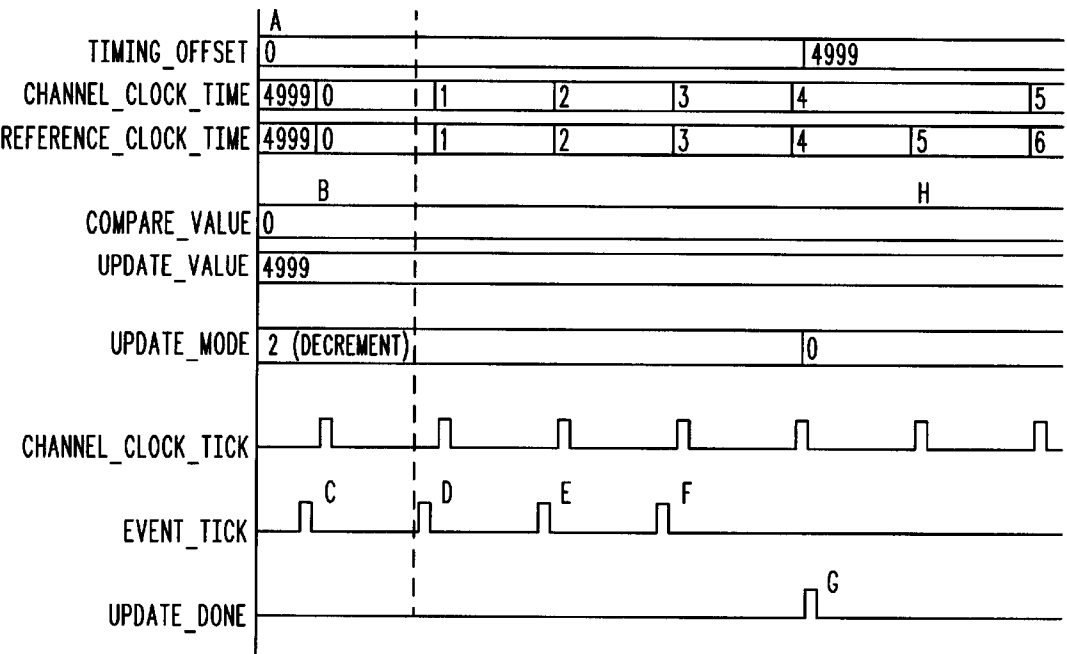 A
TIMING_OFFSET 0 4999
CHANNEL_CLOCK_TIME 4999 0 1 2 3 4 5
REFERENCE_CLOCK_TIME 4999 0 1 2 3 4 5 6
B H
COMPARE_VALUE 0
UPDATE_VALUE 4999
UPDATE_MODE 2 (DECREMENT) 0
CHANNEL_CLOCK_TICK
C D E F
EVENT_TICK
G
UPDATE_DONE